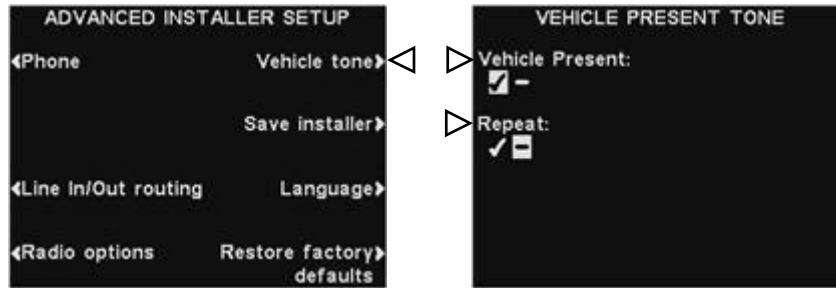 ADVANCED INSTALLER SETUP
Phone
Vehicle tone
Save installer
Line In/Out routing
Language
Radio options
Restore factory
defaults
VEHICLE PRESENT TONE
Vehicle Present:
✓ –
Repeat:
✓ –